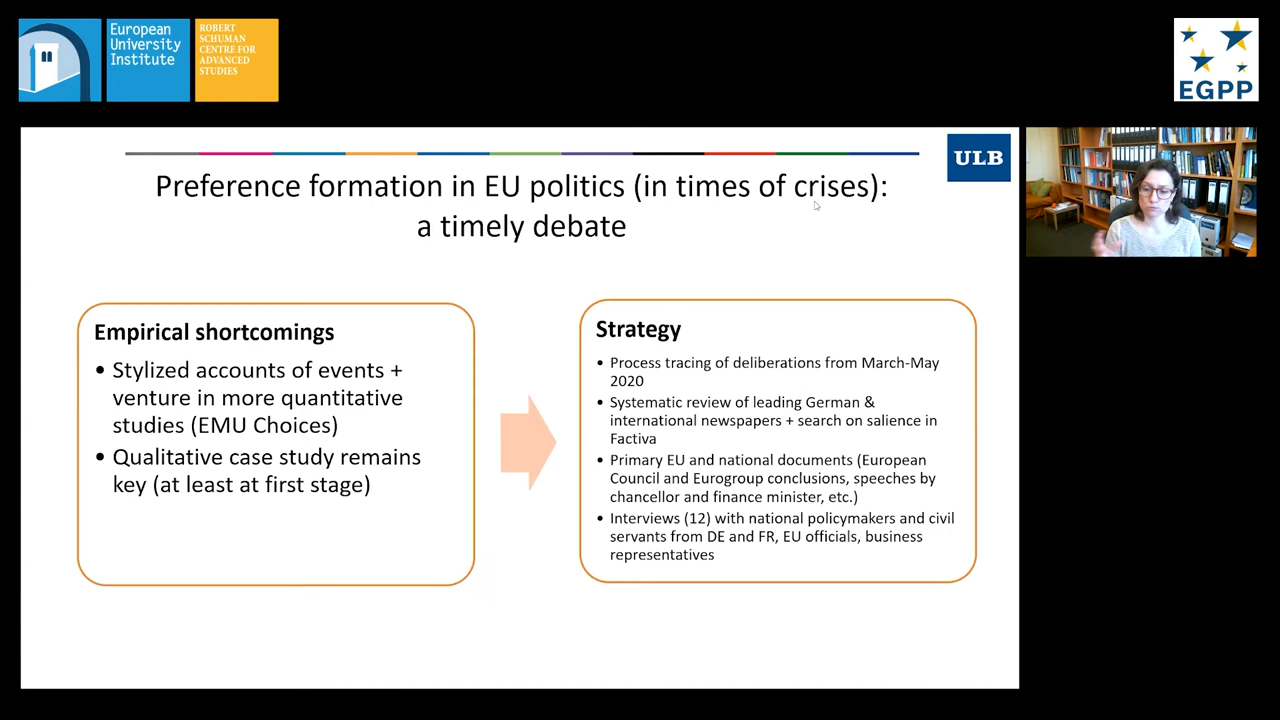 European
University
Institute
ROBERT
SCHUMAN
CENTRE FOR
ADVANCED
STUDIES
EGPP
ULB
Preference formation in EU politics (in times of crises):
a timely debate
Empirical shortcomings
• Stylized accounts of events +
venture in more quantitative
studies (EMU Choices)
• Qualitative case study remains
key (at least at first stage)
Strategy
• Process tracing of deliberations from March-May
2020
• Systematic review of leading German &
international newspapers + search on salience in
Factiva
• Primary EU and national documents (European
Council and Eurogroup conclusions, speeches by
chancellor and finance minister, etc.)
• Interviews (12) with national policymakers and civil
servants from DE and FR, EU officials, business
representatives